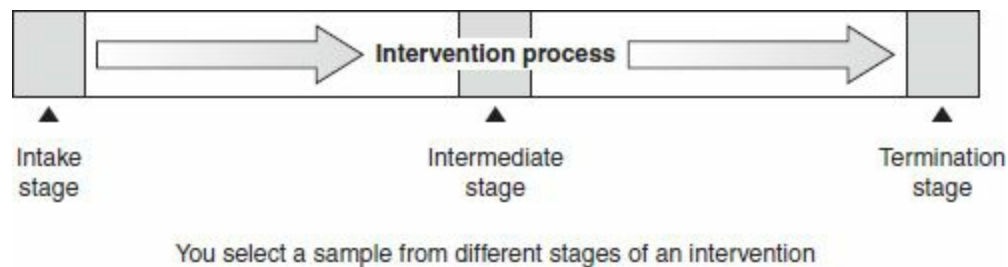 Intervention process
Intake
stage
Intermediate
stage
Termination
stage
You select a sample from different stages of an intervention